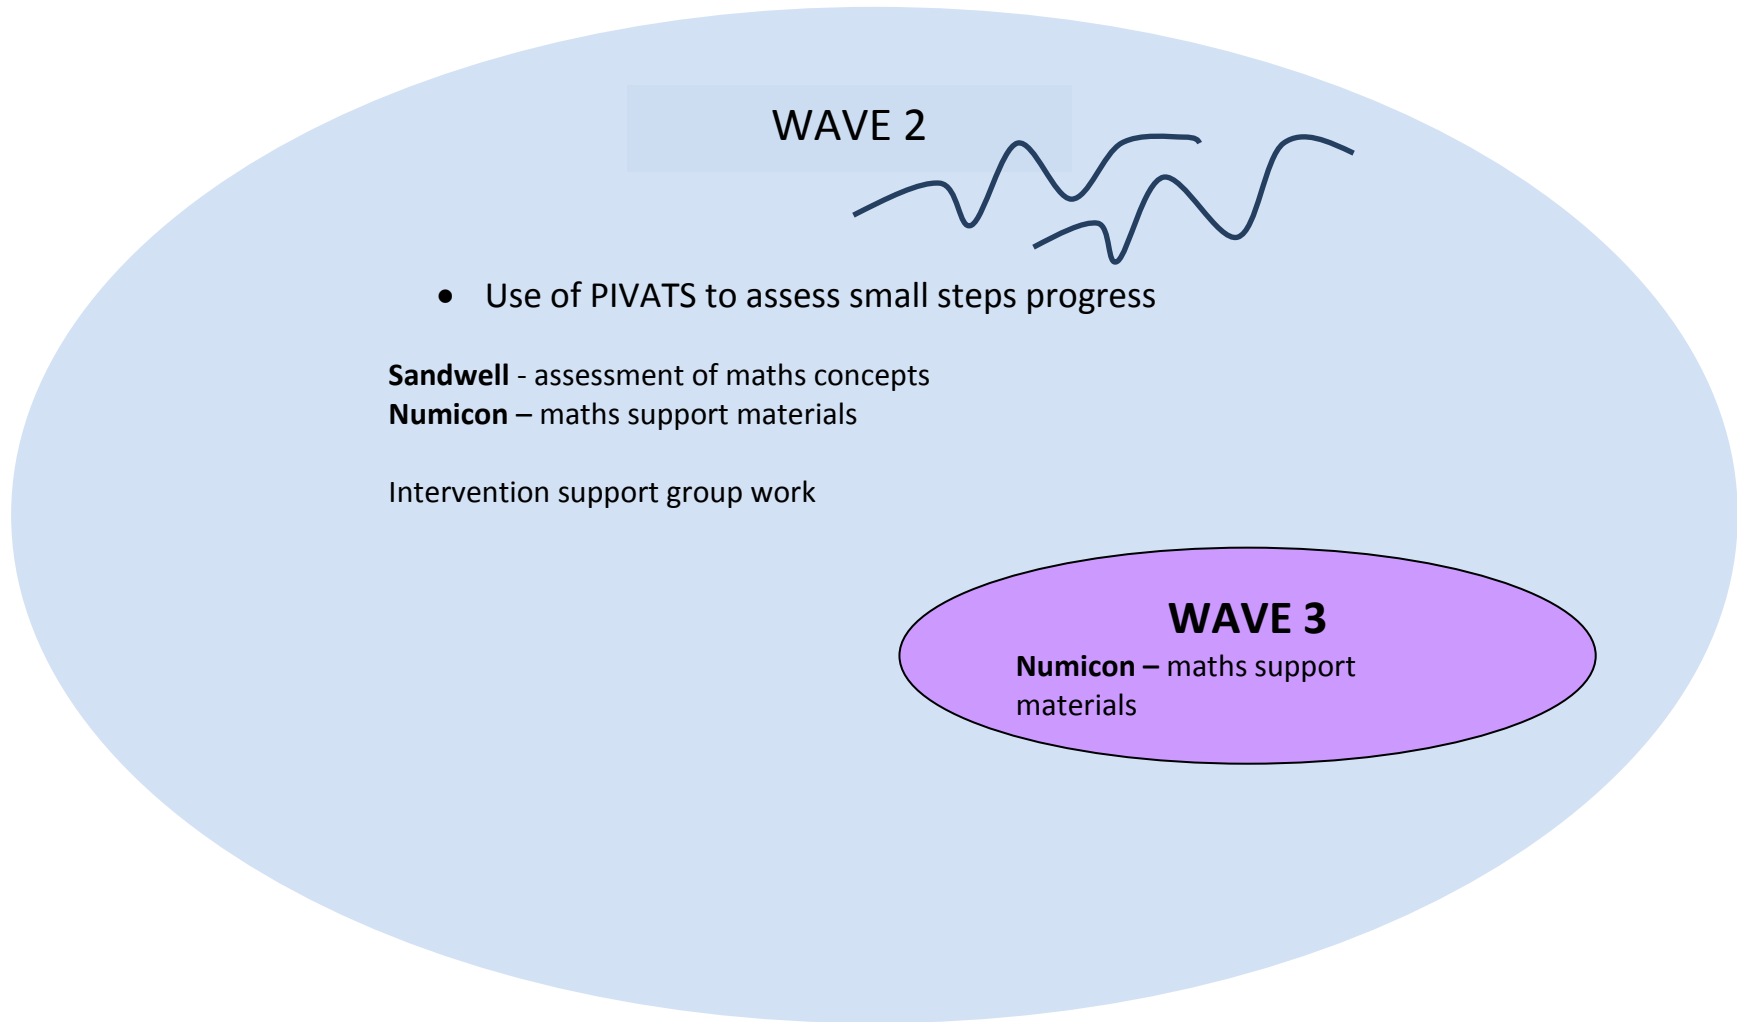 WAVE 2
• Use of PIVATS to assess small steps progress
Sandwell - assessment of maths concepts
Numicon – maths support materials
Intervention support group work
WAVE 3
Numicon – maths support
materials